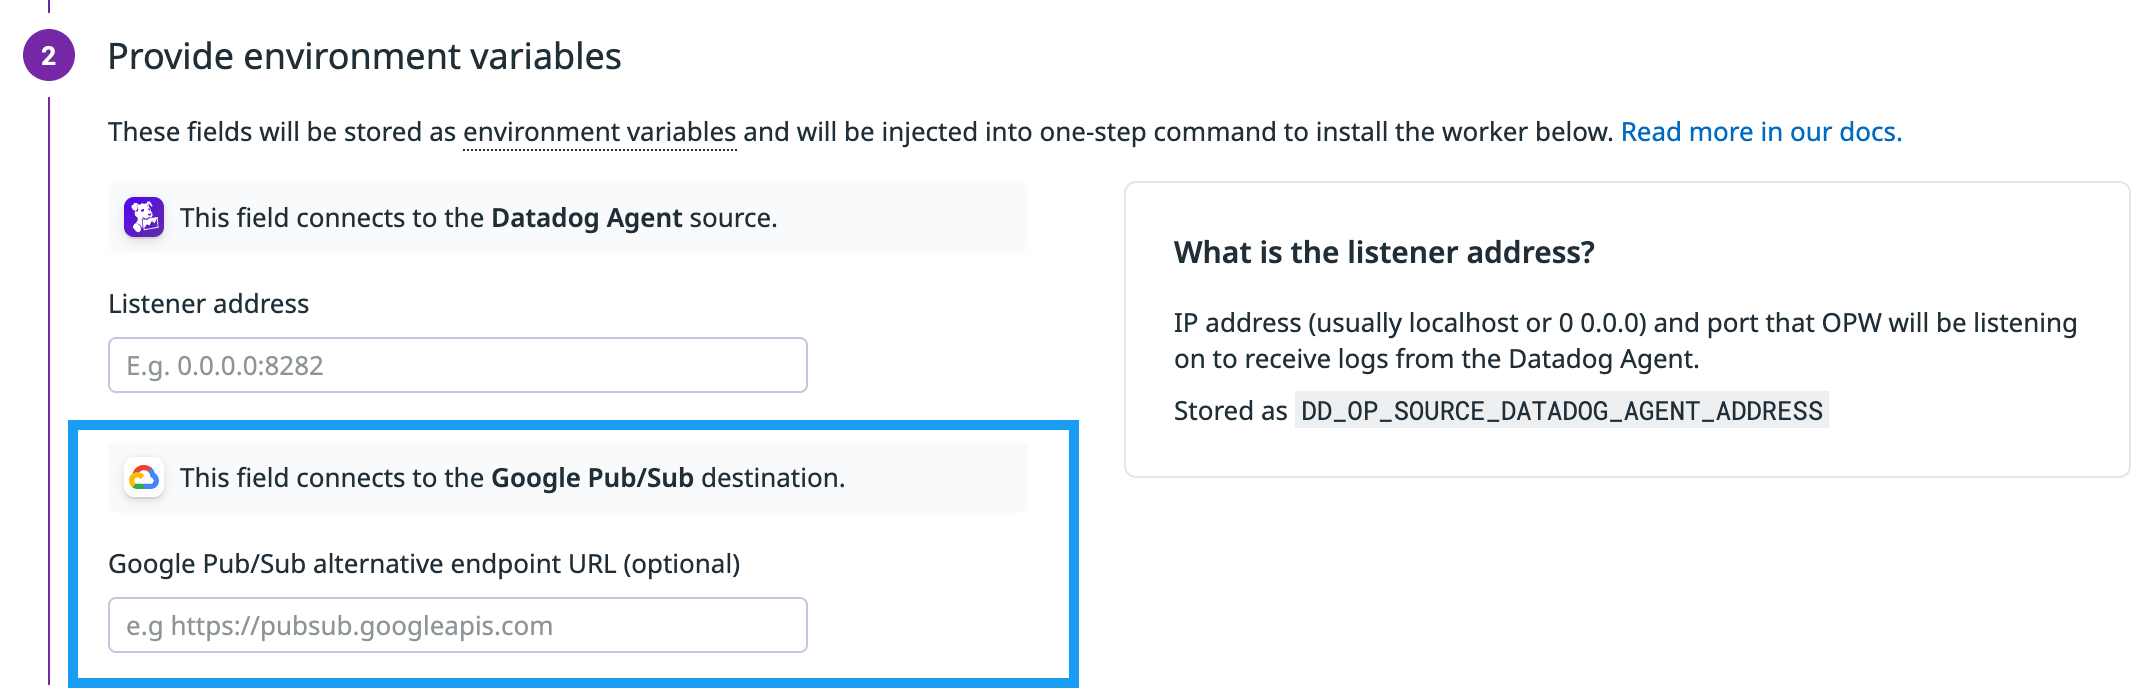 2
Provide environment variables
These fields will be stored as environment variables and will be injected into one-step command to install the worker below. Read more in our docs.
This field connects to the Datadog Agent source.
Listener address
E.g. 0.0.0.0:8282
This field connects to the Google Pub/Sub destination.
Google Pub/Sub alternative endpoint URL (optional)
e.g https://pubsub.googleapis.com
What is the listener address?
IP address (usually localhost or 0 0.0.0) and port that OPW will be listening
on to receive logs from the Datadog Agent.
Stored as DD_OP_SOURCE_DATADOG_AGENT_ADDRESS